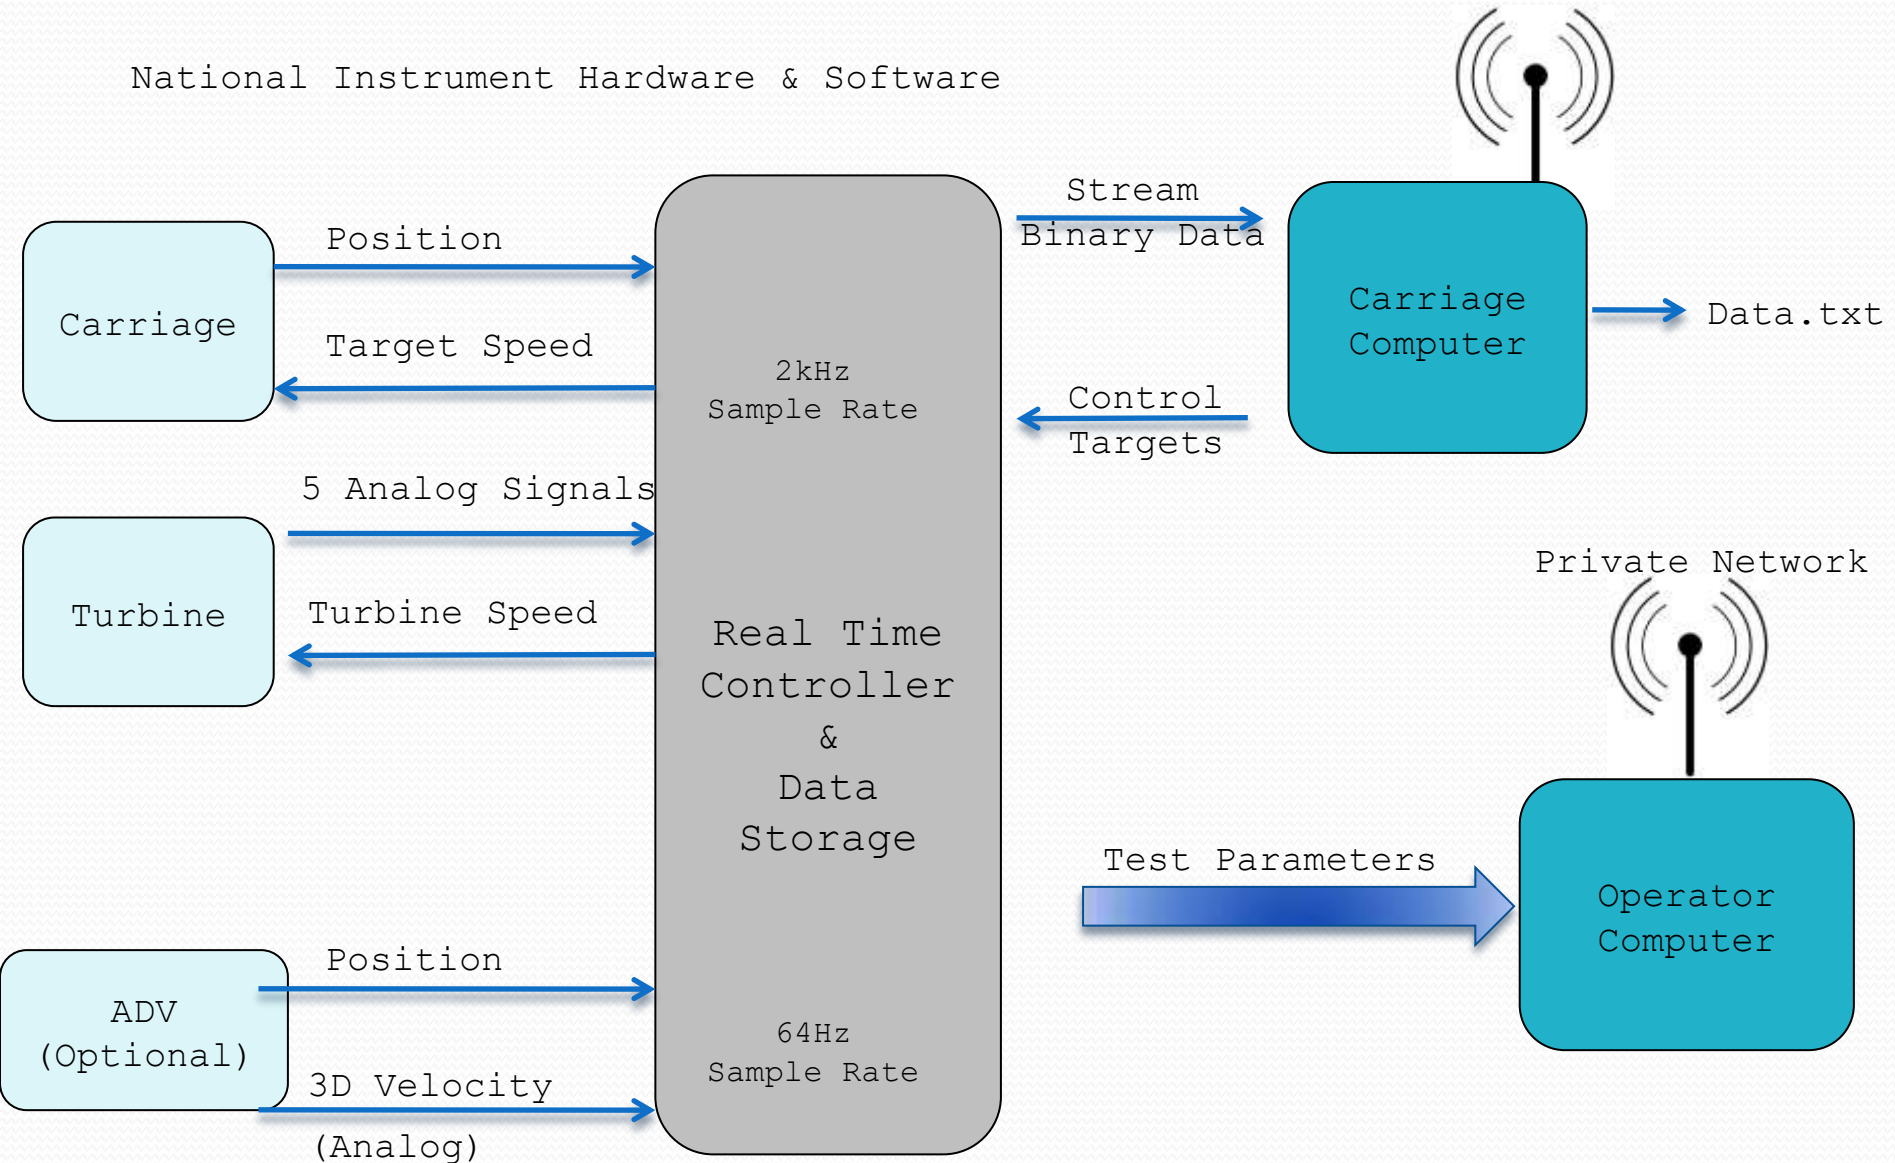 National Instrument Hardware & Software
Position
Carriage
Target Speed
5 Analog Signals
Turbine
Turbine Speed
Position
ADV
(Optional)
3D Velocity
(Analog)
2kHz
Sample Rate
Real Time
Controller
&
Data
Storage
64Hz
Sample Rate
Stream
Binary Data
Control
Targets
Carriage
Computer
Data.txt
Private Network
Test Parameters
Operator
Computer